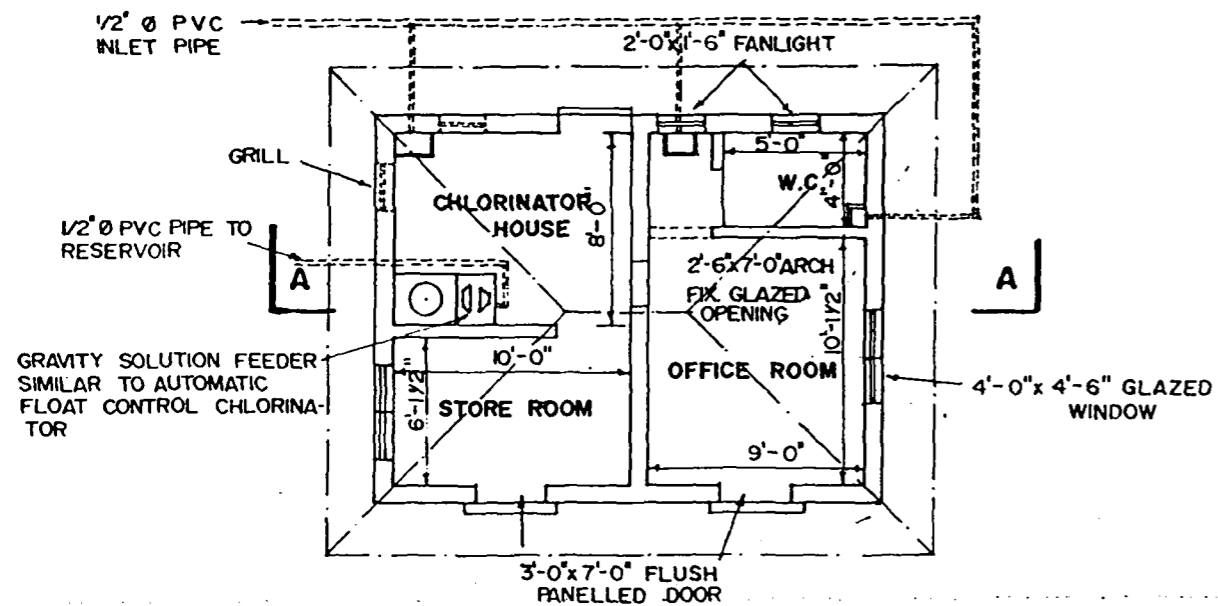 1/2" Ø PVC
INLET PIPE
2'-0"x1'-6" FANLIGHT
GRILL
5'-0"
W.C.
4'-0"
CHLORINATOR
HOUSE
8'-0"
1/2" Ø PVC PIPE TO
RESERVOIR
A
A
2'-6"x7'-0" ARCH
FIX. GLAZED
OPENING
10'-1 1/2"
GRAVITY SOLUTION FEEDER
SIMILAR TO AUTOMATIC
FLOAT CONTROL CHLORINA-
TOR
10'-0"
OFFICE ROOM
4'-0"x 4'-6" GLAZED
WINDOW
6'-1 1/2"
STORE ROOM
9'-0"
3'-0"x7'-0" FLUSH
PANELLED DOOR